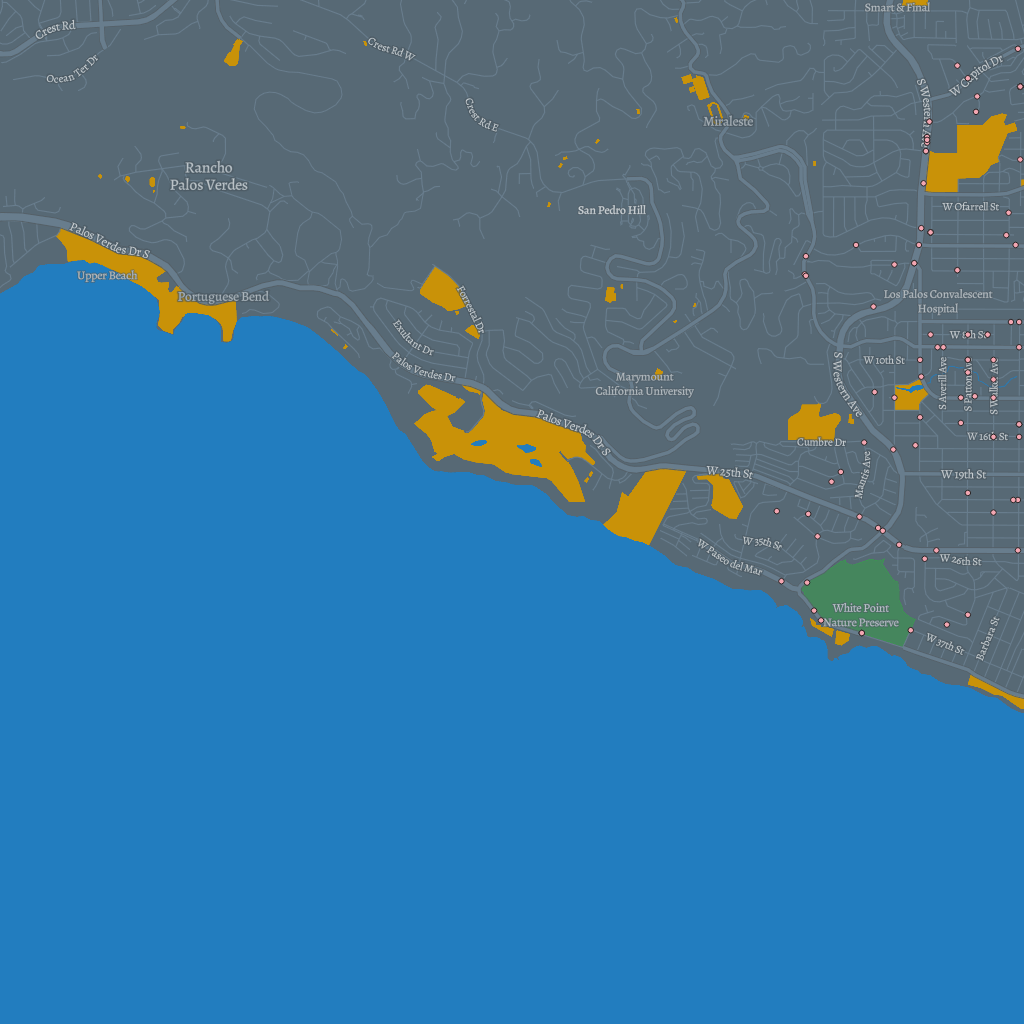 Smart & Final
Crest Rd
Crest Rd W
Ocean Ter Dr
W Capitol Dr
Crest Rd E
Miraleste
Rancho
Palos Verdes
San Pedro Hill
W Ofarrell St
Palos Verdes Dr S
Upper Beach
Portuguese Bend
Forrestal Dr
Los Palos Convalescent
Hospital
Exultant Dr
W 10th St
Palos Verdes Dr
Marymount
California University
S Western Ave
S Averill Ave
S Patton Ave
S Walker Ave
Palos Verdes Dr S
Cumbre Dr
W 16th St
W 25th St
Mantis Ave
W 19th St
W 35th St
W Paseo del Mar
W 26th St
White Point
Nature Preserve
W 37th St
Barbara St